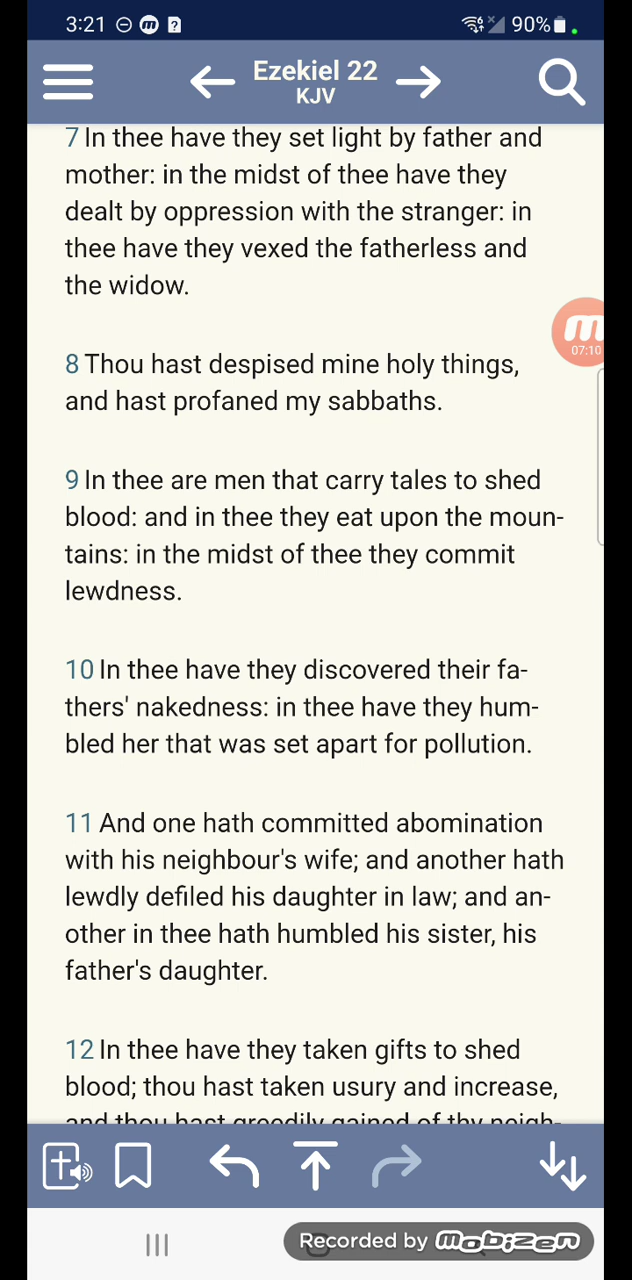 3:21
90%
Ezekiel 22
KJV
7 In thee have they set light by father and
mother: in the midst of thee have they
dealt by oppression with the stranger: in
thee have they vexed the fatherless and
the widow.
07:10
8 Thou hast despised mine holy things,
and hast profaned my sabbaths.
9 In thee are men that carry tales to shed
blood: and in thee they eat upon the moun-
tains: in the midst of thee they commit
lewdness.
10 In thee have they discovered their fa-
thers' nakedness: in thee have they hum-
bled her that was set apart for pollution.
11 And one hath committed abomination
with his neighbour's wife; and another hath
lewdly defiled his daughter in law; and an-
other in thee hath humbled his sister, his
father's daughter.
12 In thee have they taken gifts to shed
blood; thou hast taken usury and increase,
and thou hast greedily gained of thy neigh-
Recorded by mobizen